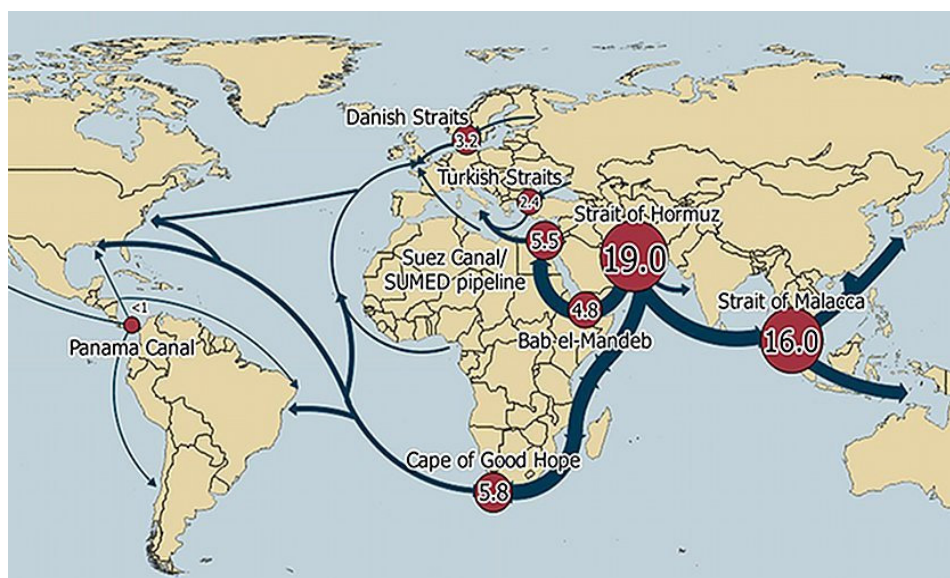 Danish Straits
3.2
Turkish Straits
2.4
Strait of Hormuz
5.5
19.0
Suez Canal/
SUMED pipeline
4.8
Bab el-Mandeb
Strait of Malacca
16.0
<1
Panama Canal
Cape of Good Hope
5.8